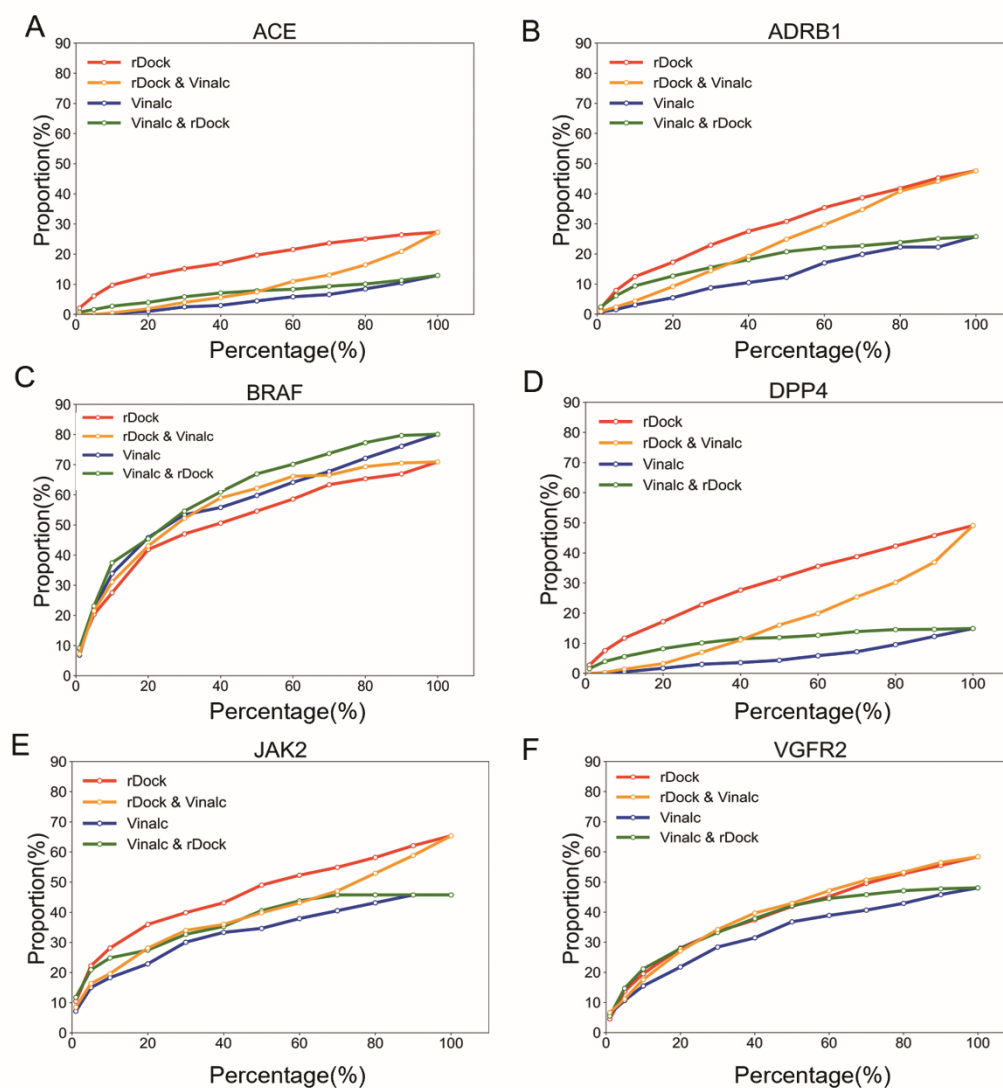 A
ACE
90
80
70
60
50
40
30
20
10
0
Proportion(%)
rDock
rDock & Vinalc
Vinalc
Vinalc & rDock
0 20 40 60 80 100
Percentage(%)
B
ADRB1
90
80
70
60
50
40
30
20
10
0
Proportion(%)
rDock
rDock & Vinalc
Vinalc
Vinalc & rDock
0 20 40 60 80 100
Percentage(%)
C
BRAF
90
80
70
60
50
40
30
20
10
0
Proportion(%)
rDock
rDock & Vinalc
Vinalc
Vinalc & rDock
0 20 40 60 80 100
Percentage(%)
D
DPP4
90
80
70
60
50
40
30
20
10
0
Proportion(%)
rDock
rDock & Vinalc
Vinalc
Vinalc & rDock
0 20 40 60 80 100
Percentage(%)
E
JAK2
90
80
70
60
50
40
30
20
10
0
Proportion(%)
rDock
rDock & Vinalc
Vinalc
Vinalc & rDock
0 20 40 60 80 100
Percentage(%)
F
VGFR2
90
80
70
60
50
40
30
20
10
0
Proportion(%)
rDock
rDock & Vinalc
Vinalc
Vinalc & rDock
0 20 40 60 80 100
Percentage(%)